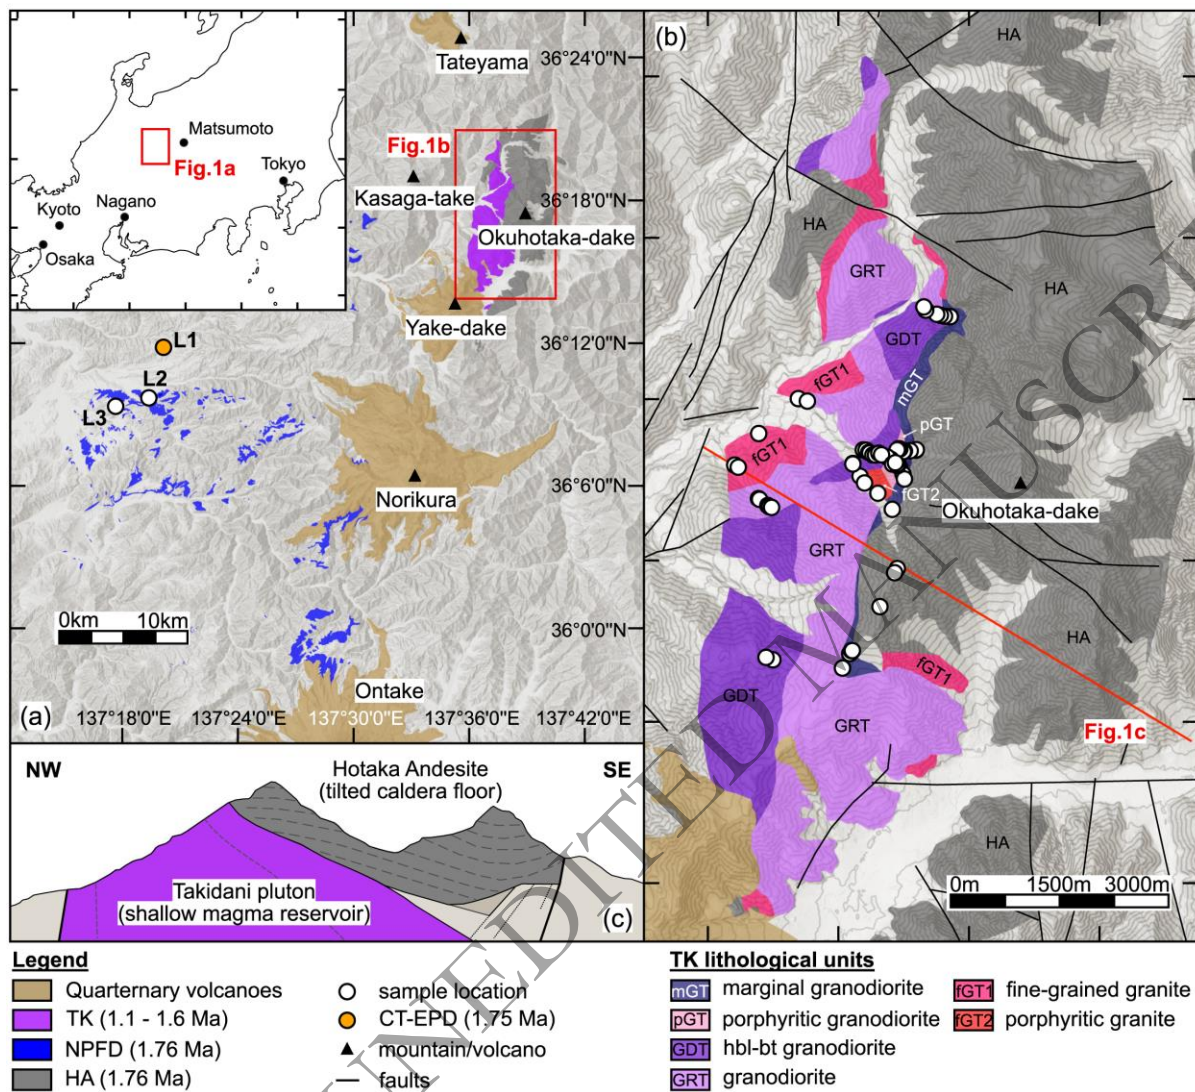 (a)
Matsumoto
Fig.1a
Tokyo
Nagano
Kyoto
Osaka
Tateyama
Fig.1b
Kasaga-take
Okuhotaka-dake
Yake-dake
L1
L2
L3
Norikura
Ontake
0km 10km
36°24'0"N
36°18'0"N
36°12'0"N
36°6'0"N
36°0'0"N
137°18'0"E 137°24'0"E 137°30'0"E 137°36'0"E 137°42'0"E
(b)
HA
HA
GRT
HA
GDT
fGT1
mGT
pGT
fGT1
fGT2
Okuhotaka-dake
GRT
HA
fGT1
GDT
GRT
Fig.1c
HA
0m 1500m 3000m
NW
Hotaka Andesite
(tilted caldera floor)
SE
Takidani pluton
(shallow magma reservoir)
(c)
UNEDITED MANUSCRI
Legend
Quarternary volcanoes
TK (1.1 - 1.6 Ma)
NPFD (1.76 Ma)
HA (1.76 Ma)
sample location
CT-EPD (1.75 Ma)
mountain/volcano
faults
TK lithological units
mGT marginal granodiorite
pGT porphyritic granodiorite
GDT hbl-bt granodiorite
GRT granodiorite
fGT1 fine-grained granite
fGT2 porphyritic granite